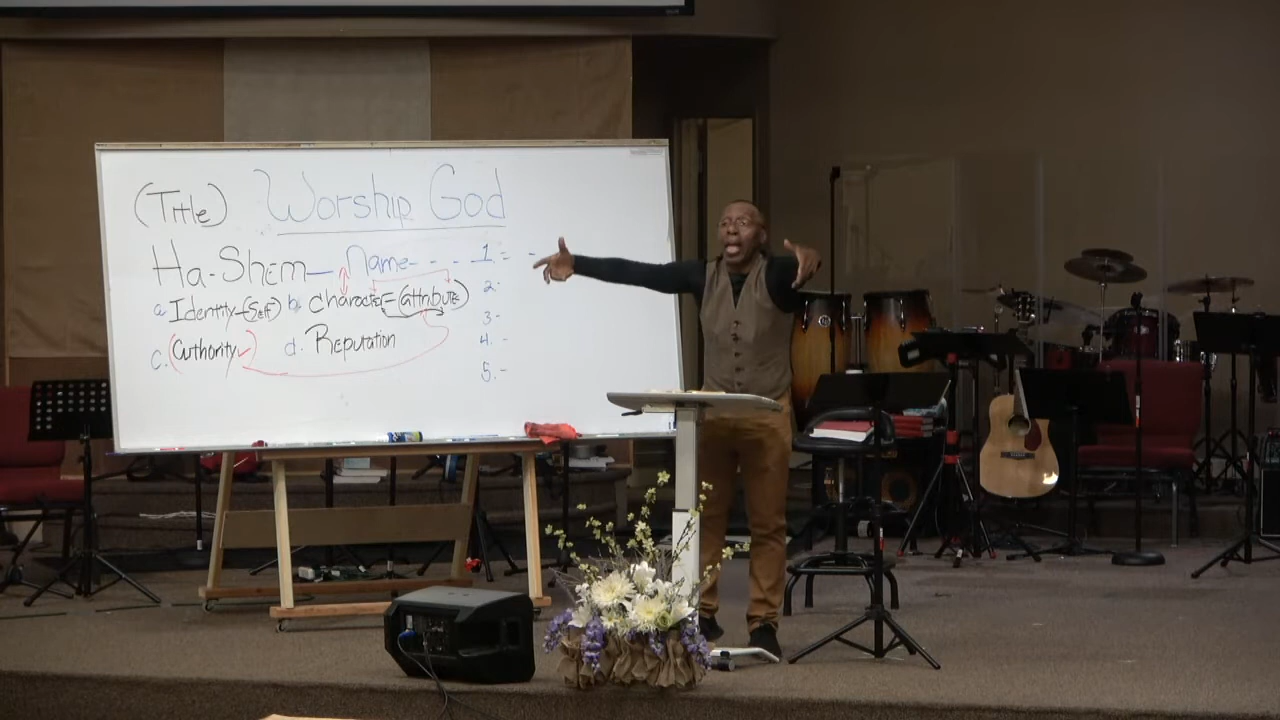 (Title) Worship God
Ha-Shem — Name - - - 1 = -
a. Identity (Self) b. character = (attribute) 2.
c. (Authority ✓) d. Reputation 3 -
4. -
5. -